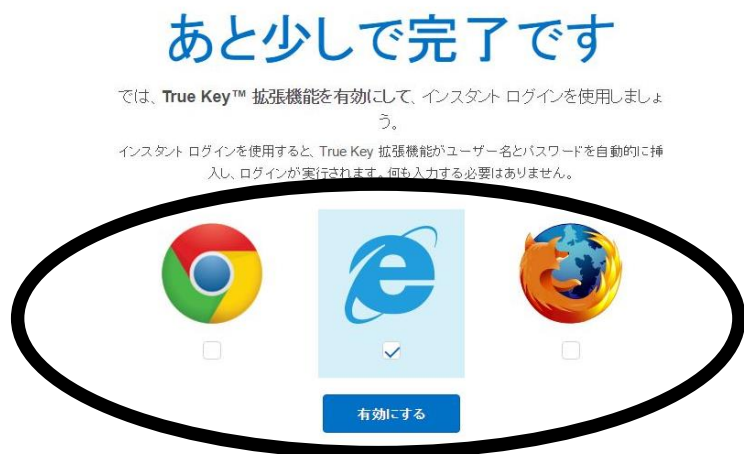 あと少しで完了です
では、True Key™ 拡張機能を有効にして、インスタント ログインを使用しましょ
う。
インスタント ログインを使用すると、True Key 拡張機能がユーザー名とパスワードを自動的に挿
入し、ログインが実行されます。何も入力する必要はありません。
有効にする